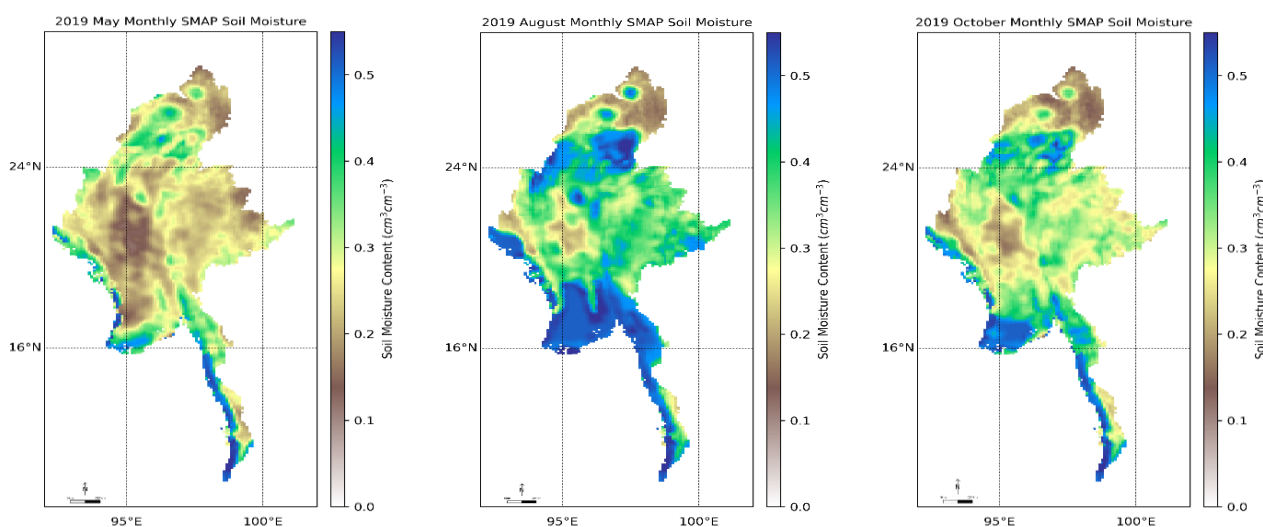 2019 May Monthly SMAP Soil Moisture
24°N
16°N
95°E
100°E
0.5
0.4
0.3
0.2
0.1
0.0
Soil Moisture Content (cm³cm⁻³)
N
2019 August Monthly SMAP Soil Moisture
24°N
16°N
95°E
100°E
0.5
0.4
0.3
0.2
0.1
0.0
Soil Moisture Content (cm³cm⁻³)
N
2019 October Monthly SMAP Soil Moisture
24°N
16°N
95°E
100°E
0.5
0.4
0.3
0.2
0.1
0.0
Soil Moisture Content (cm³cm⁻³)
N